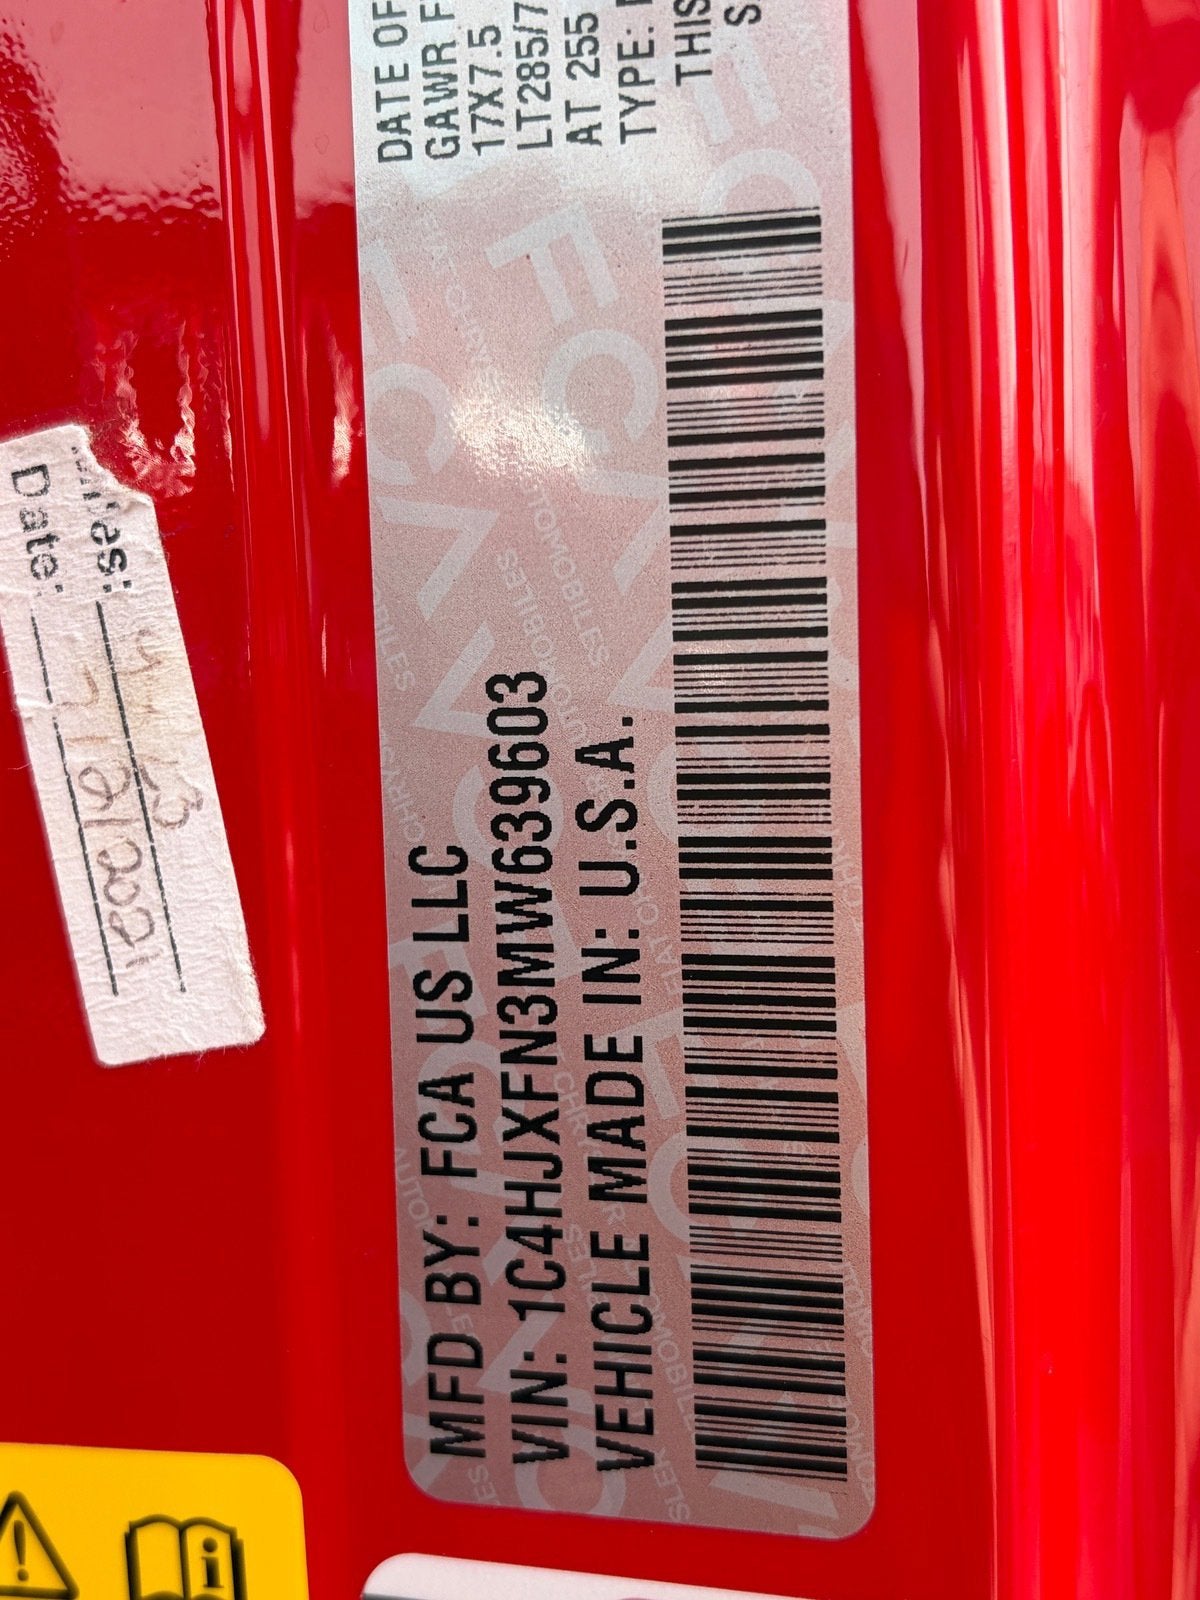 MFD BY: FCA US LLC
VIN: 1C4HJXFN3MW639603
VEHICLE MADE IN: U.S.A.
DATE OF
GAWR F
17X7.5
LT285/7
AT 255
TYPE:
THIS
S
Date: